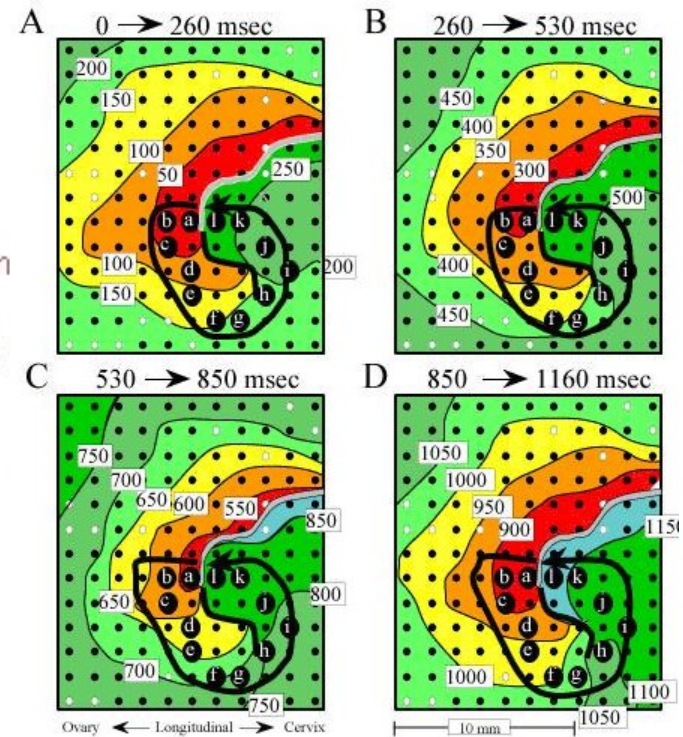 A 0 → 260 msec
200
150
100
50
250
b a l k
c
j
d
i
100
200
e
h
150
f g
B 260 → 530 msec
450
400
350
300
500
b a l k
c
j
d
i
400
e
h
450
f g
C 530 → 850 msec
750
700
650 600 550
850
b a l k
c
j
650
800
d
i
e
h
700
f g
750
Ovary ← Longitudinal → Cervix
D 850 → 1160 msec
1050
1000
950
900
1150
b a l k
c
j
d
i
e
h
1000
f g
1100
1050
10 mm
n